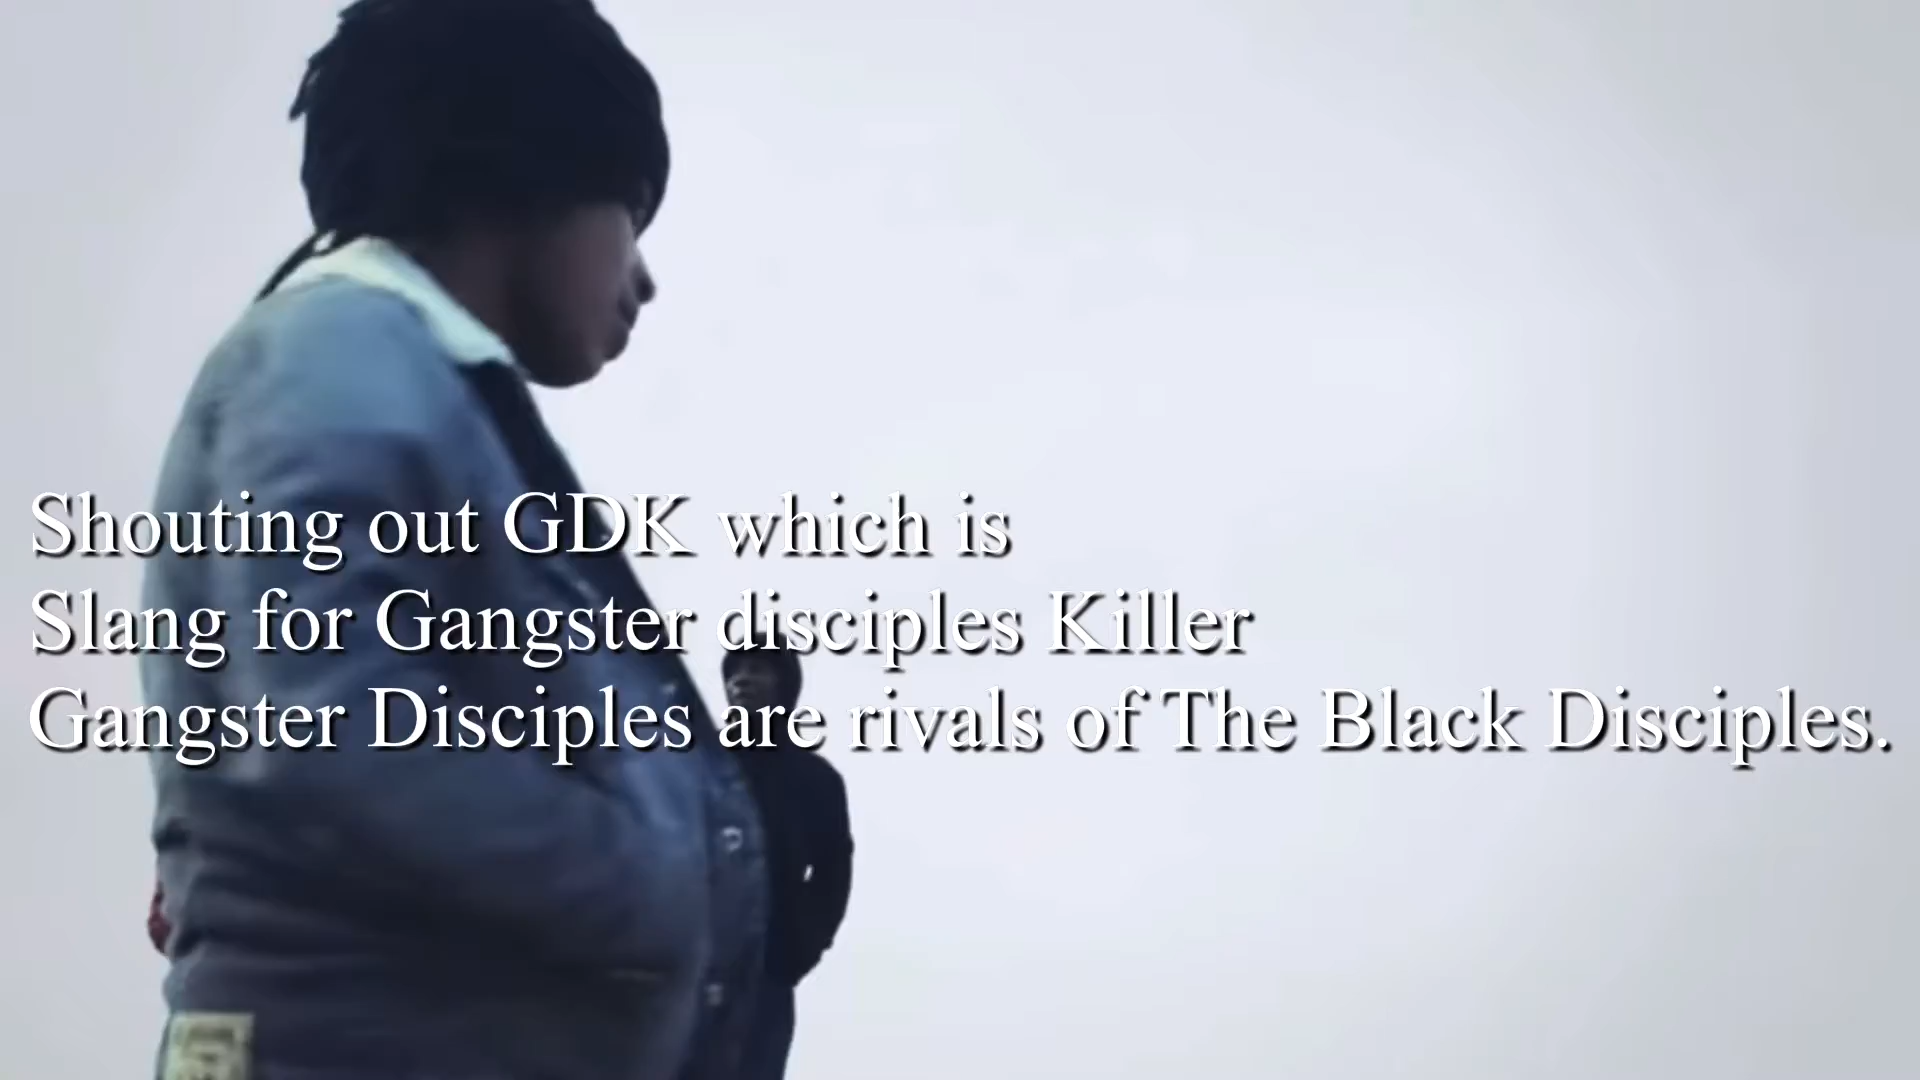 Shouting out GDK which is
Slang for Gangster disciples Killer
Gangster Disciples are rivals of The Black Disciples.